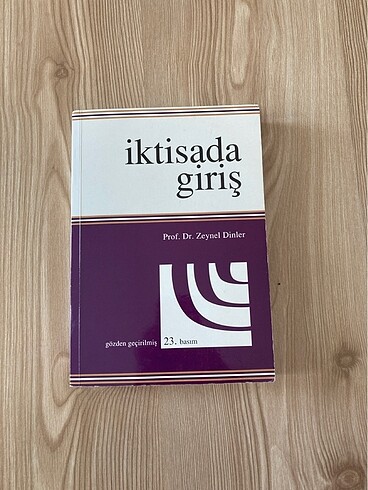 iktisada
giriş
Prof. Dr. Zeynel Dinler
gözden geçirilmiş 23. basım